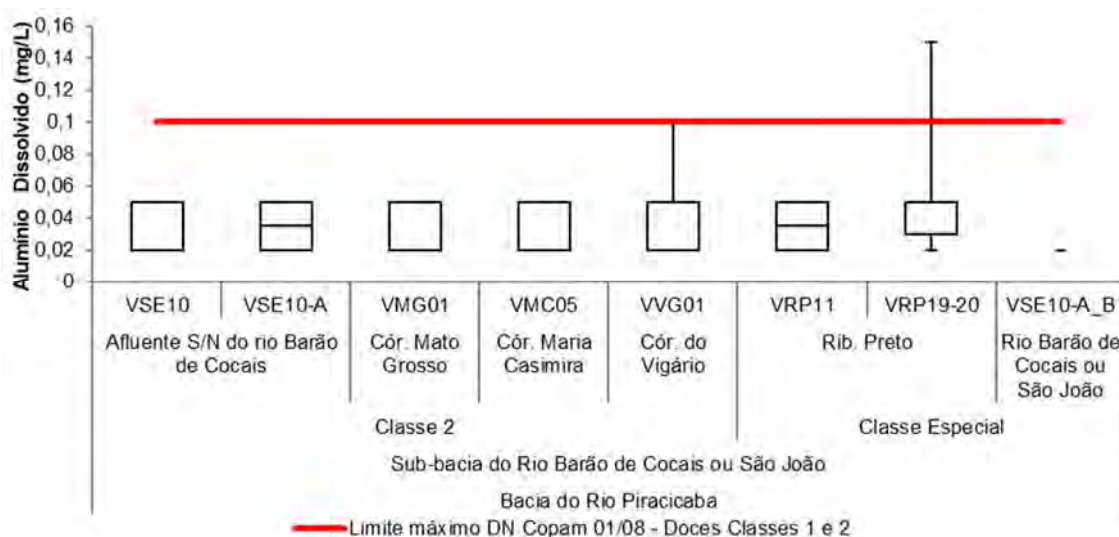 Alumínio Dissolvido (mg/L)
0,16
0,14
0,12
0,1
0,08
0,06
0,04
0,02
0
VSE10 VSE10-A VMG01 VMC05 VVG01 VRP11 VRP19-20 VSE10-A_B
Afluente S/N do rio Barão de Cocais
Cór. Mato Grosso
Cór. Maria Casimira
Cór. do Vigário
Rib. Preto
Rio Barão de Cocais ou São João
Classe 2 Classe Especial
Sub-bacia do Rio Barão de Cocais ou São João
Bacia do Rio Piracicaba
Limite máximo DN Copam 01/08 - Doces Classes 1 e 2